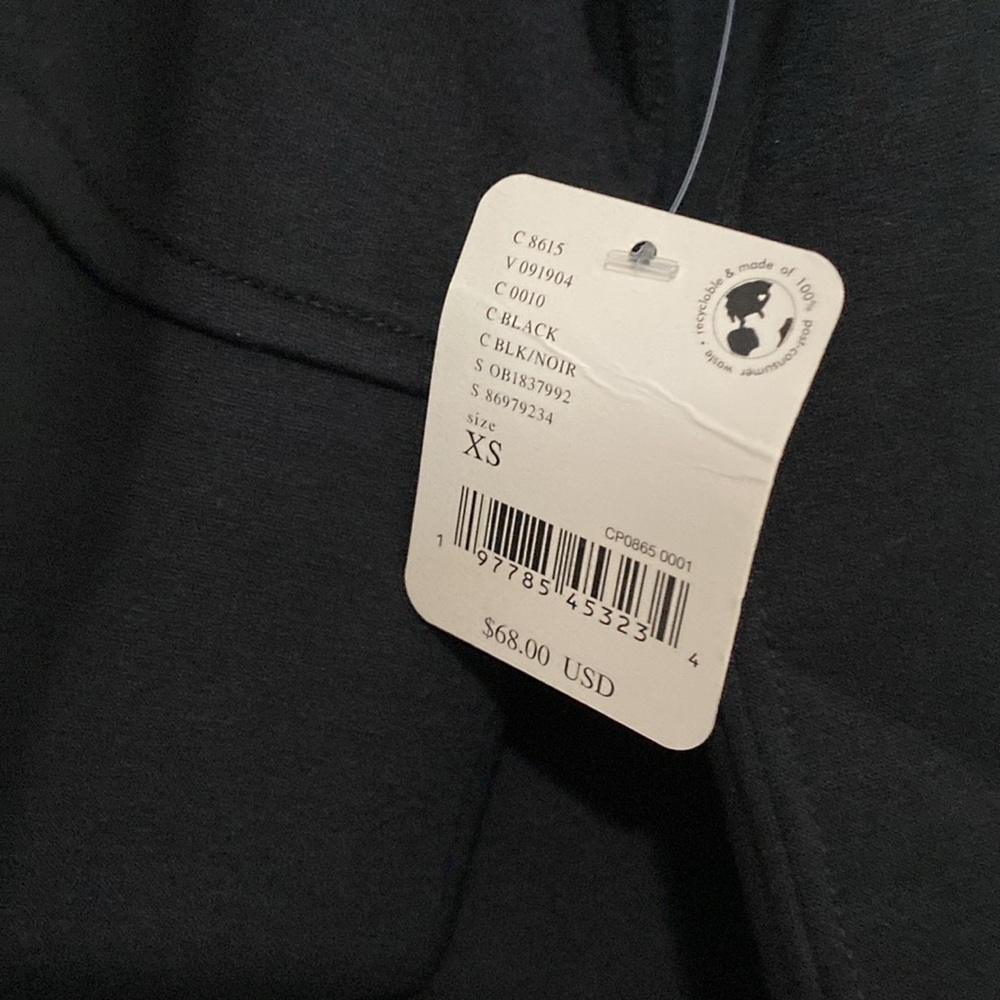 C 8615
V 091904
C 0010
C BLACK
C BLK/NOIR
S OB1837992
S 86979234
size
XS
recyclable & made of 100% post-consumer waste •
CP0865 0001
1 97785 45323 4
$68.00 USD